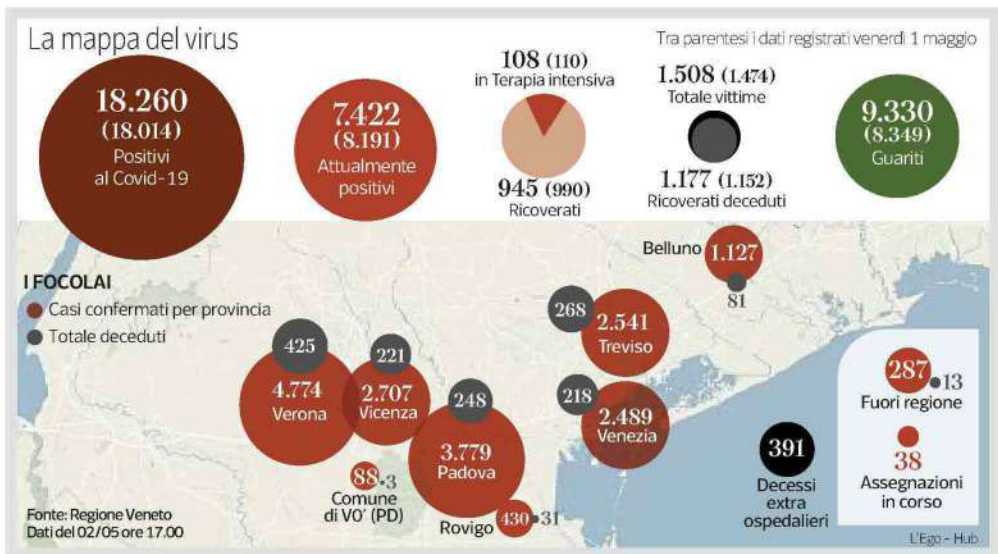 La mappa del virus
Tra parentesi i dati registrati venerdì 1 maggio
18.260
(18.014)
Positivi
al Covid-19
7.422
(8.191)
Attualmente
positivi
108 (110)
in Terapia intensiva
945 (990)
Ricoverati
1.508 (1.474)
Totale vittime
1.177 (1.152)
Ricoverati deceduti
9.330
(8.349)
Guariti
I FOCOLAI
Casi confermati per provincia
Totale deceduti
Belluno
1.127
81
268
2.541
Treviso
425
4.774
Verona
221
2.707
Vicenza
248
3.779
Padova
218
2.489
Venezia
88
3
Comune
di VO' (PD)
Rovigo
430
31
391
Decessi
extra
ospedalieri
287
13
Fuori regione
38
Assegnazioni
in corso
Fonte: Regione Veneto
Dati del 02/05 ore 17.00
L'Ego - Hub